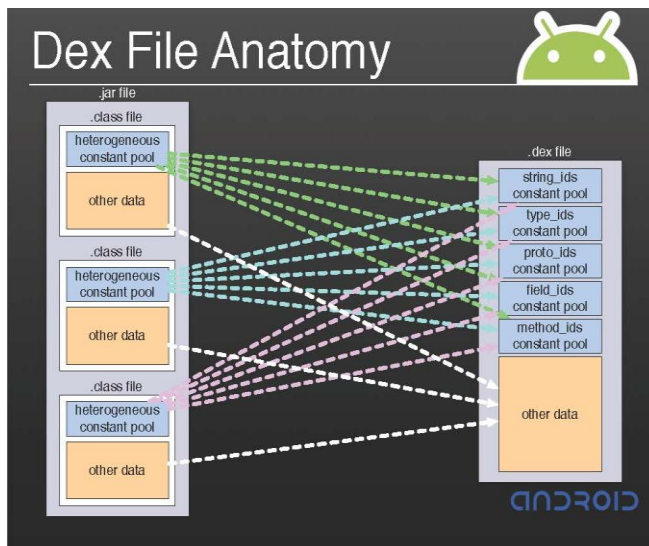 Dex File Anatomy
.jar file
.class file
heterogeneous
constant pool
other data
.class file
heterogeneous
constant pool
other data
.class file
heterogeneous
constant pool
other data
.dex file
string_ids
constant pool
type_ids
constant pool
proto_ids
constant pool
field_ids
constant pool
method_ids
constant pool
other data
ANDROID